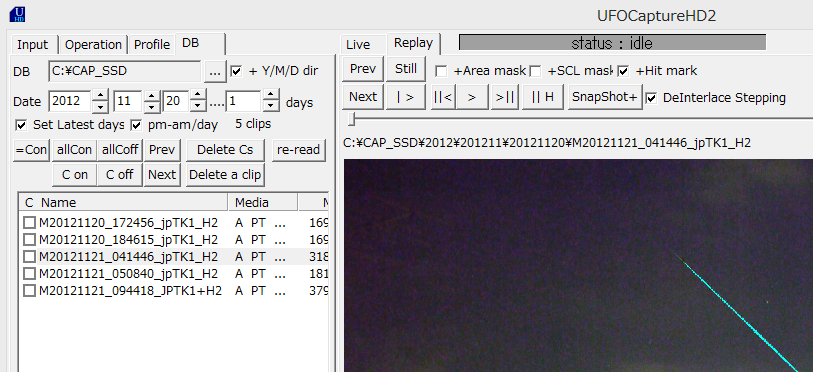 U HD
UFOCaptureHD2
Input Operation Profile DB
Live Replay status : idle
DB C:¥CAP_SSD ... + Y/M/D dir
Prev Still +Area mask +SCL mask +Hit mark
Date 2012 11 20 .... 1 days
Next | > ||< > >|| || H SnapShot+ DeInterlace Stepping
Set Latest days pm-am/day 5 clips
=Con allCon allCoff Prev Delete Cs re-read
C:¥CAP_SSD¥2012¥201211¥20121120¥M20121121_041446_jpTK1_H2
C on C off Next Delete a clip
C Name Media M
M20121120_172456_jpTK1_H2 A PT ... 169
M20121120_184615_jpTK1_H2 A PT ... 169
M20121121_041446_jpTK1_H2 A PT ... 318
M20121121_050840_jpTK1_H2 A PT ... 181
M20121121_094418_JPTK1+H2 A PT ... 379